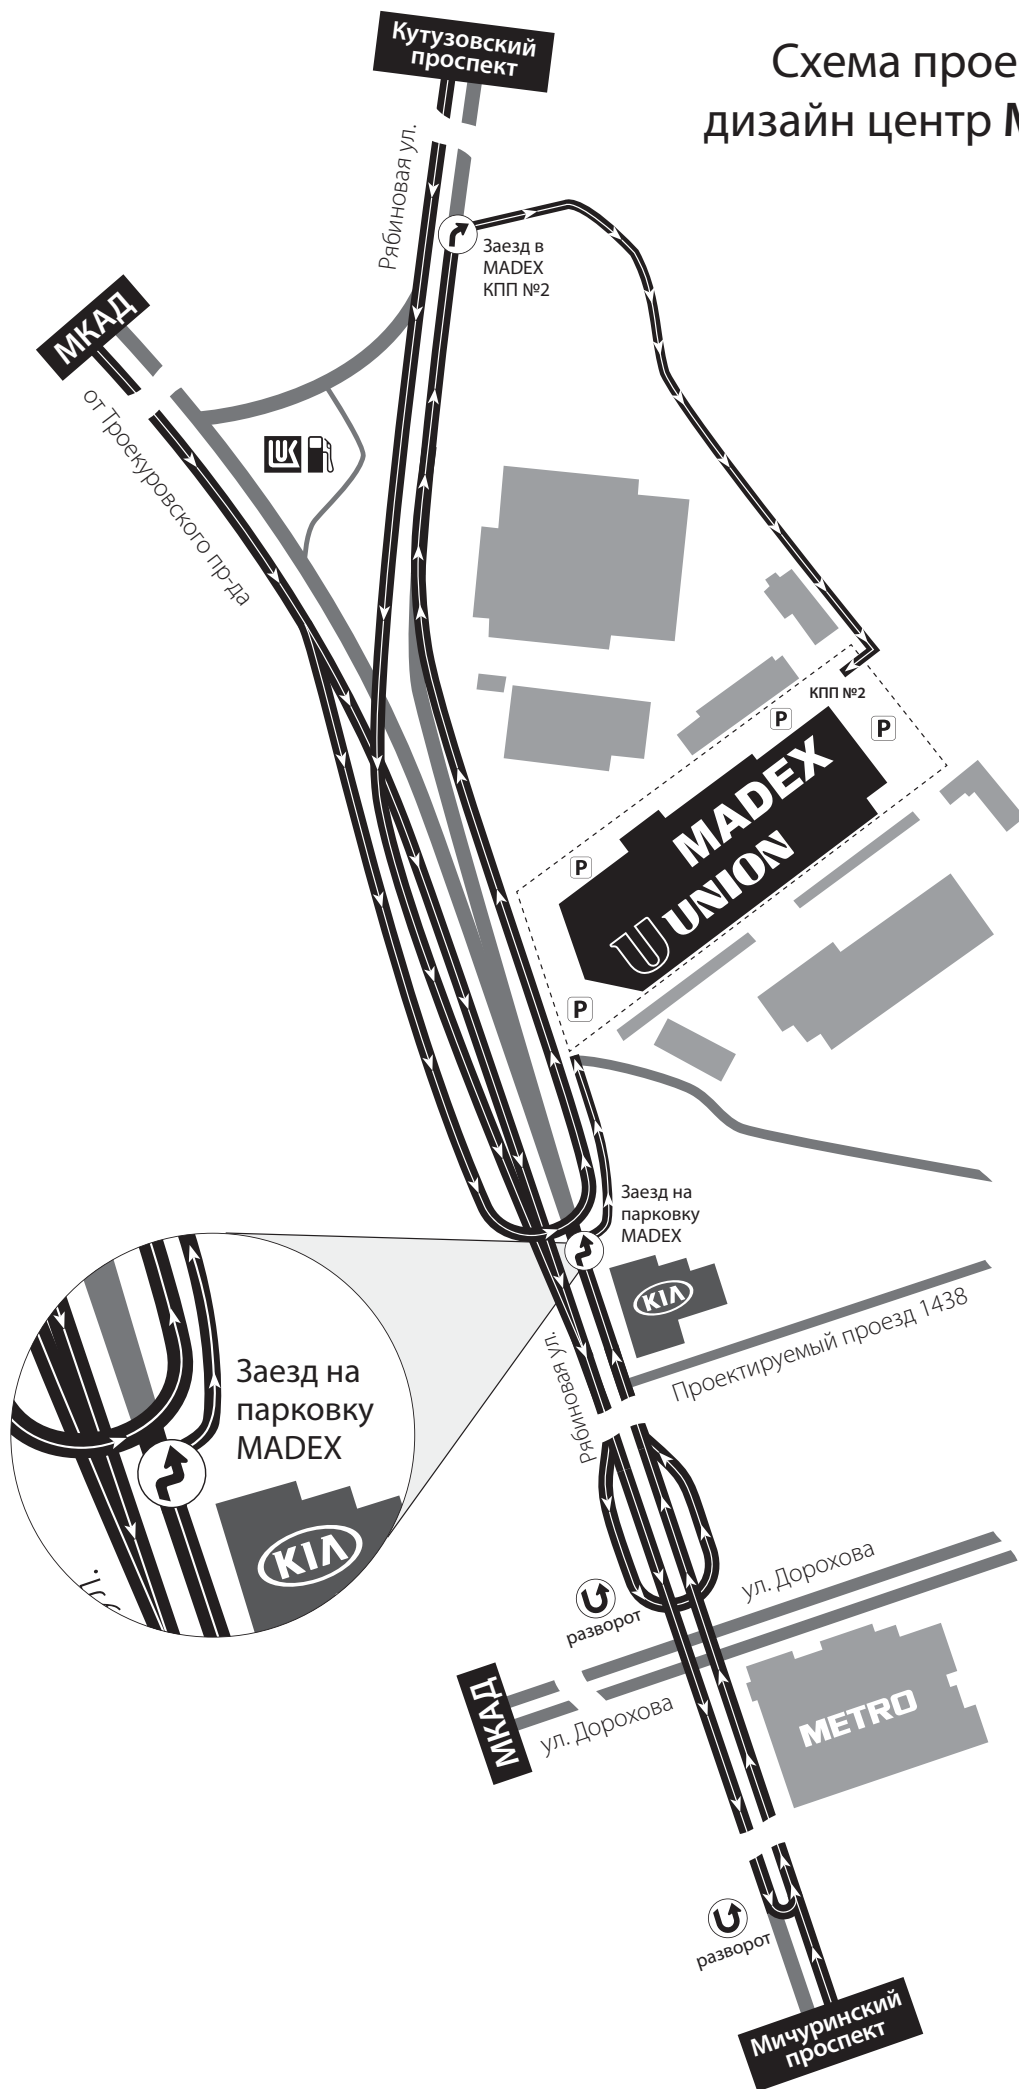 Кутузовский
проспект
Схема прое
дизайн центр М
Рябиновая ул.
Заезд в
MADEX
КПП №2
МКАД
от Троекуровского пр-да
LUK
КПП №2
P
P
MADEX
P
U UNION
P
Заезд на
парковку
MADEX
KIA
Проектируемый проезд 1438
Рябиновая ул.
Заезд на
парковку
MADEX
KIA
ул.
ул. Дорохова
разворот
МКАД
ул. Дорохова
METRO
разворот
Мичуринский
проспект